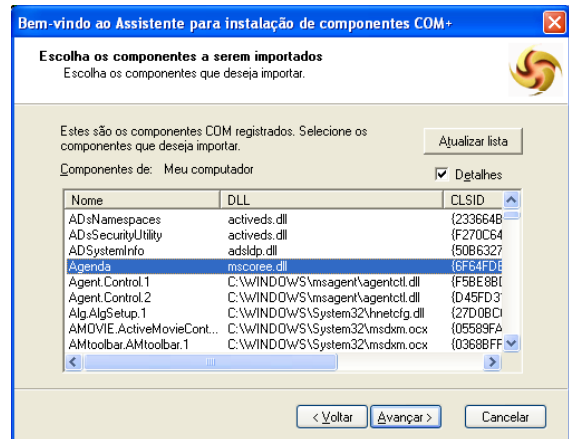 Bem-vindo ao Assistente para instalação de componentes COM+
Escolha os componentes a serem importados
Escolha os componentes que deseja importar.
Estes são os componentes COM registrados. Selecione os
componentes que deseja importar.
Atualizar lista
Componentes de: Meu computador
Detalhes
Nome DLL CLSID
ADsNamespaces activeds.dll {233664B
ADsSecurityUtility activeds.dll {F270C64
ADSystemInfo adsldp.dll {50B6327
Agenda mscoree.dll {6F64FDE
Agent.Control.1 C:\WINDOWS\msagent\agentctl.dll {F5BE8BD
Agent.Control.2 C:\WINDOWS\msagent\agentctl.dll {D45FD31
Alg.AlgSetup.1 C:\WINDOWS\System32\hnetcfg.dll {27D0BC
AMOVIE.ActiveMovieCont... C:\WINDOWS\System32\msdxm.ocx {05589FA
AMtoolbar.AMtoolbar.1 C:\WINDOWS\System32\msdxm.ocx {0368BFF
< Voltar Avançar > Cancelar